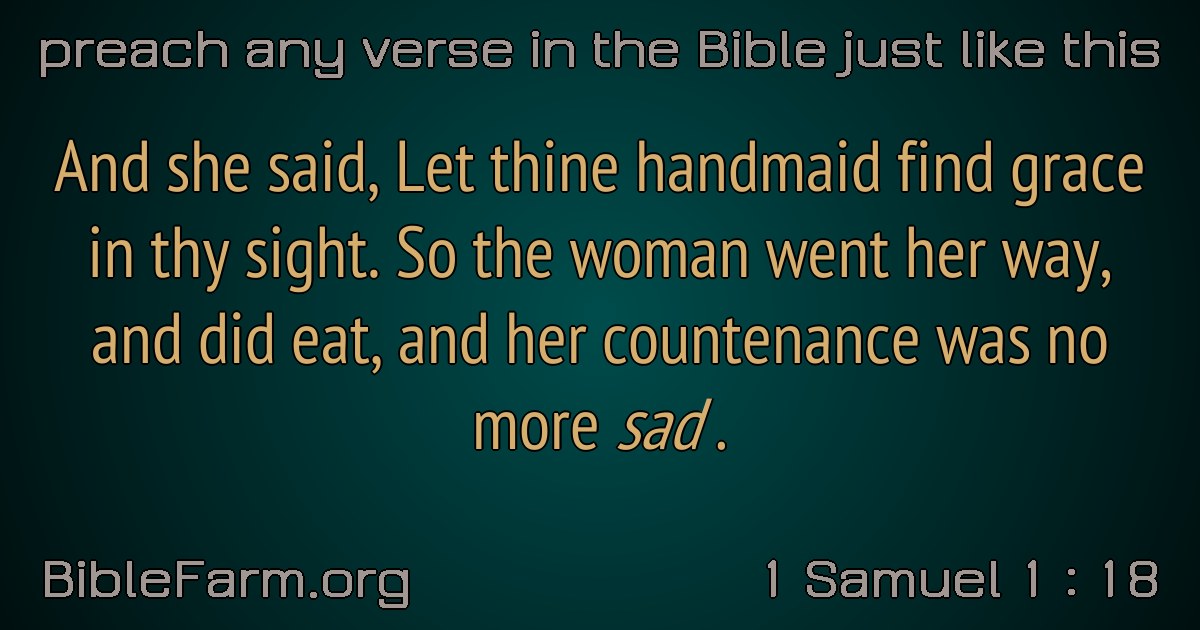 preach any verse in the Bible just like this
And she said, Let thine handmaid find grace
in thy sight. So the woman went her way,
and did eat, and her countenance was no
more sad .
BibleFarm.org
1 Samuel 1 : 18